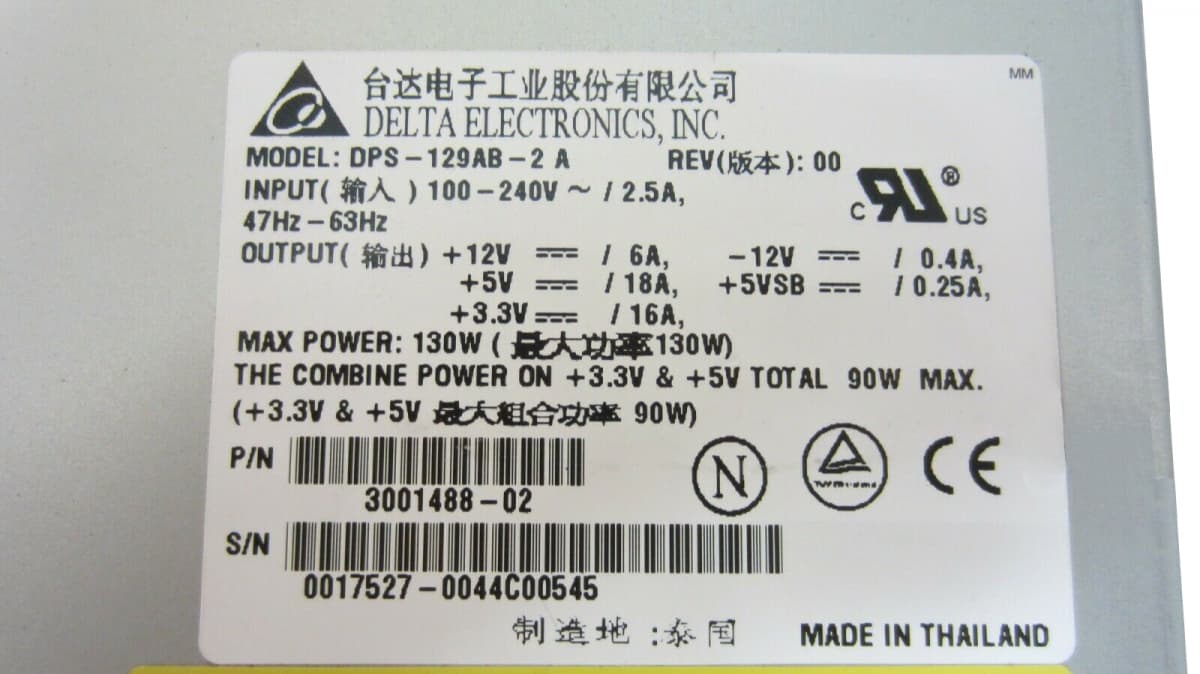 台达电子工业股份有限公司
MM
DELTA ELECTRONICS, INC.
MODEL: DPS-129AB-2 A REV(版本): 00
INPUT( 输入 ) 100-240V ~ / 2.5A,
47Hz-63Hz
C UL ® US
OUTPUT( 输出) +12V ⎓ / 6A, -12V ⎓ / 0.4A,
+5V ⎓ / 18A, +5VSB ⎓ / 0.25A,
+3.3V ⎓ / 16A,
MAX POWER: 130W ( 最大功率130W)
THE COMBINE POWER ON +3.3V & +5V TOTAL 90W MAX.
(+3.3V & +5V 最大组合功率 90W)
P/N
3001488-02
N
CE
S/N
0017527-0044C00545
制造地 :泰国 MADE IN THAILAND